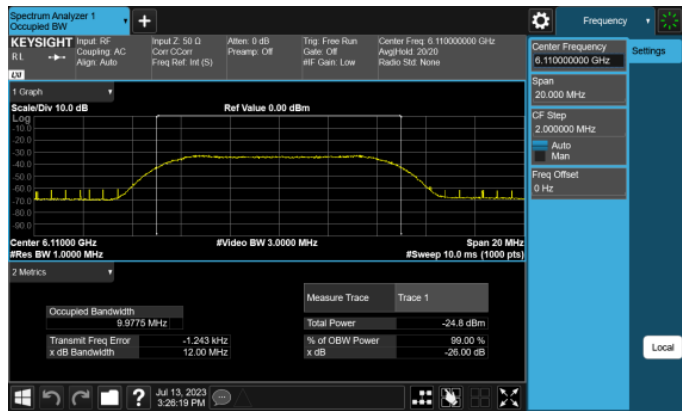 Spectrum Analyzer 1
Occupied BW
Frequency
KEYSIGHT
RL
Input: RF
Coupling: AC
Align: Auto
Input Z: 50 Ω
Corr CCorr
Freq Ref: Int (S)
Atten: 0 dB
Preamp: Off
Trig: Free Run
Gate: Off
#IF Gain: Low
Center Freq: 6.110000000 GHz
Avg|Hold: 20/20
Radio Std: None
Center Frequency
6.110000000 GHz
Settings
Span
20.000 MHz
CF Step
2.000000 MHz
Auto
Man
Freq Offset
0 Hz
1 Graph
Scale/Div 10.0 dB
Ref Value 0.00 dBm
Log
-10.0
-20.0
-30.0
-40.0
-50.0
-60.0
-70.0
-80.0
-90.0
Center 6.11000 GHz
#Video BW 3.0000 MHz
Span 20 MHz
#Res BW 1.0000 MHz
#Sweep 10.0 ms (1000 pts)
2 Metrics
Measure Trace
Trace 1
Occupied Bandwidth
9.9775 MHz
Total Power
-24.8 dBm
Transmit Freq Error
-1.243 kHz
% of OBW Power
99.00 %
x dB Bandwidth
12.00 MHz
x dB
-26.00 dB
Local
Jul 13, 2023
3:26:19 PM